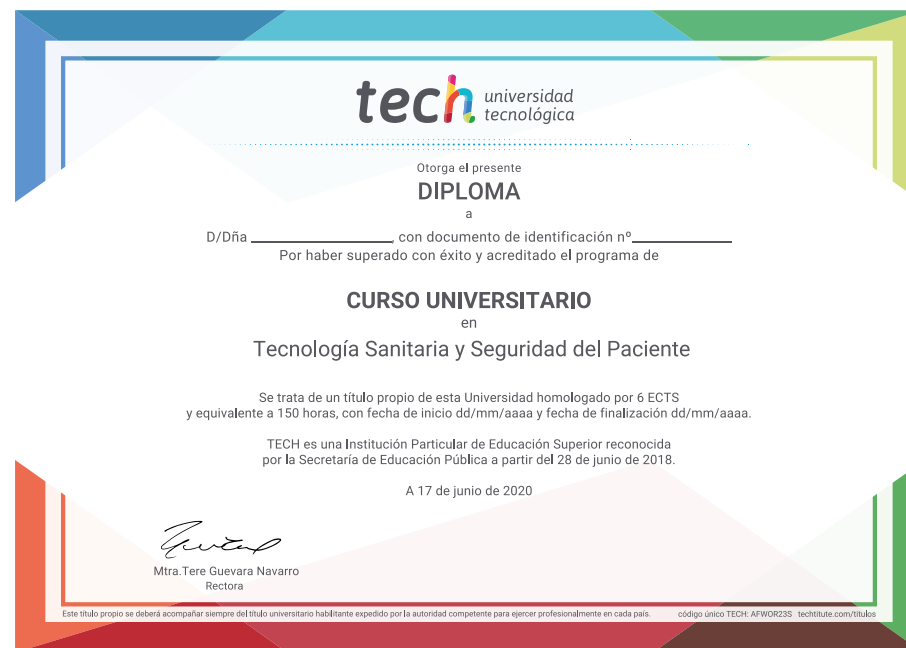 tech universidad
tecnológica
Otorga el presente
DIPLOMA
a
D/Dña ____________, con documento de identificación nº_________
Por haber superado con éxito y acreditado el programa de
CURSO UNIVERSITARIO
en
Tecnología Sanitaria y Seguridad del Paciente
Se trata de un título propio de esta Universidad homologado por 6 ECTS
y equivalente a 150 horas, con fecha de inicio dd/mm/aaaa y fecha de finalización dd/mm/aaaa.
TECH es una Institución Particular de Educación Superior reconocida
por la Secretaría de Educación Pública a partir del 28 de junio de 2018.
A 17 de junio de 2020
Mtra.Tere Guevara Navarro
Rectora
Este título propio se deberá acompañar siempre del título universitario habilitante expedido por la autoridad competente para ejercer profesionalmente en cada país. código único TECH: AFWOR23S techtitute.com/titulos